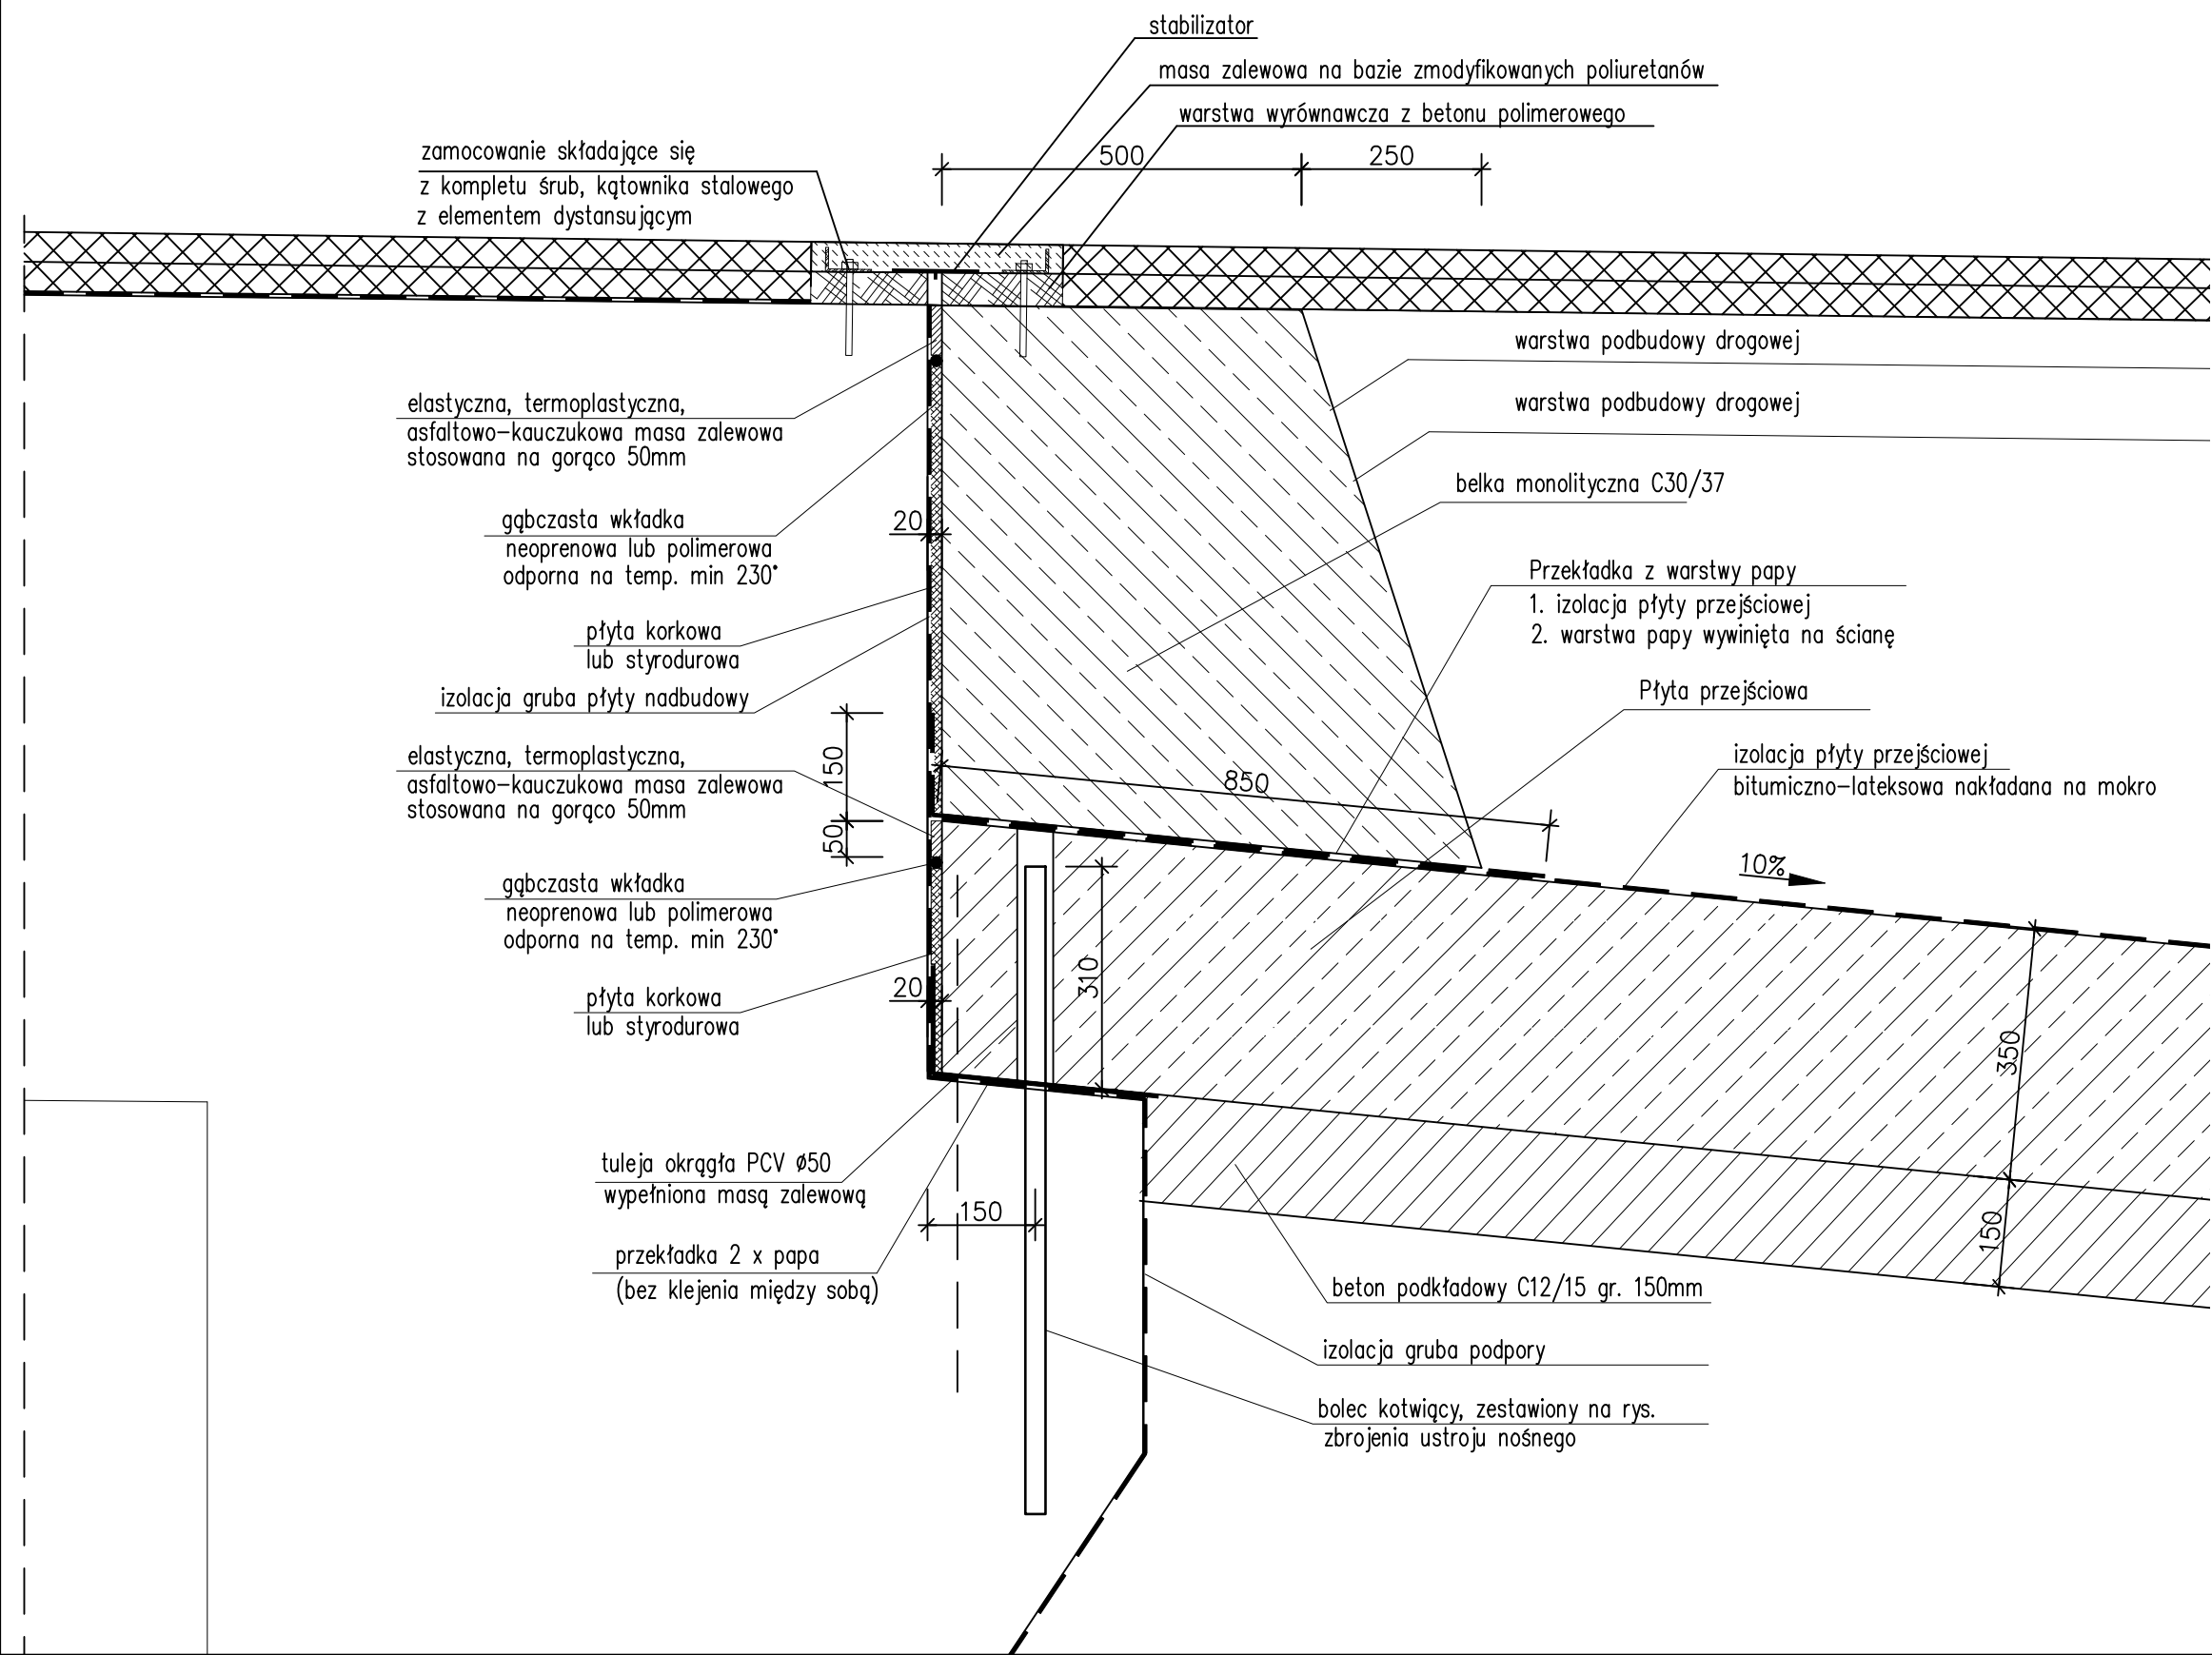 stabilizator
masa zalewowa na bazie zmodyfikowanych poliuretanów
warstwa wyrównawcza z betonu polimerowego
zamocowanie składające się
z kompletu śrub, kątownika stalowego
z elementem dystansującym
500
250
warstwa podbudowy drogowej
warstwa podbudowy drogowej
belka monolityczna C30/37
elastyczna, termoplastyczna,
asfaltowo-kauczukowa masa zalewowa
stosowana na gorąco 50mm
gąbczasta wkładka
neoprenowa lub polimerowa
odporna na temp. min 230°
20
płyta korkowa
lub styrodurowa
izolacja gruba płyty nadbudowy
Przekładka z warstwy papy
1. izolacja płyty przejściowej
2. warstwa papy wywinięta na ścianę
Płyta przejściowa
izolacja płyty przejściowej
bitumiczno-lateksowa nakładana na mokro
elastyczna, termoplastyczna,
asfaltowo-kauczukowa masa zalewowa
stosowana na gorąco 50mm
150
50
850
10%
gąbczasta wkładka
neoprenowa lub polimerowa
odporna na temp. min 230°
20
310
płyta korkowa
lub styrodurowa
350
150
tuleja okrągła PCV ø50
wypełniona masą zalewową
150
przekładka 2 x papa
(bez klejenia między sobą)
beton podkładowy C12/15 gr. 150mm
izolacja gruba podpory
bolec kotwiący, zestawiony na rys.
zbrojenia ustroju nośnego